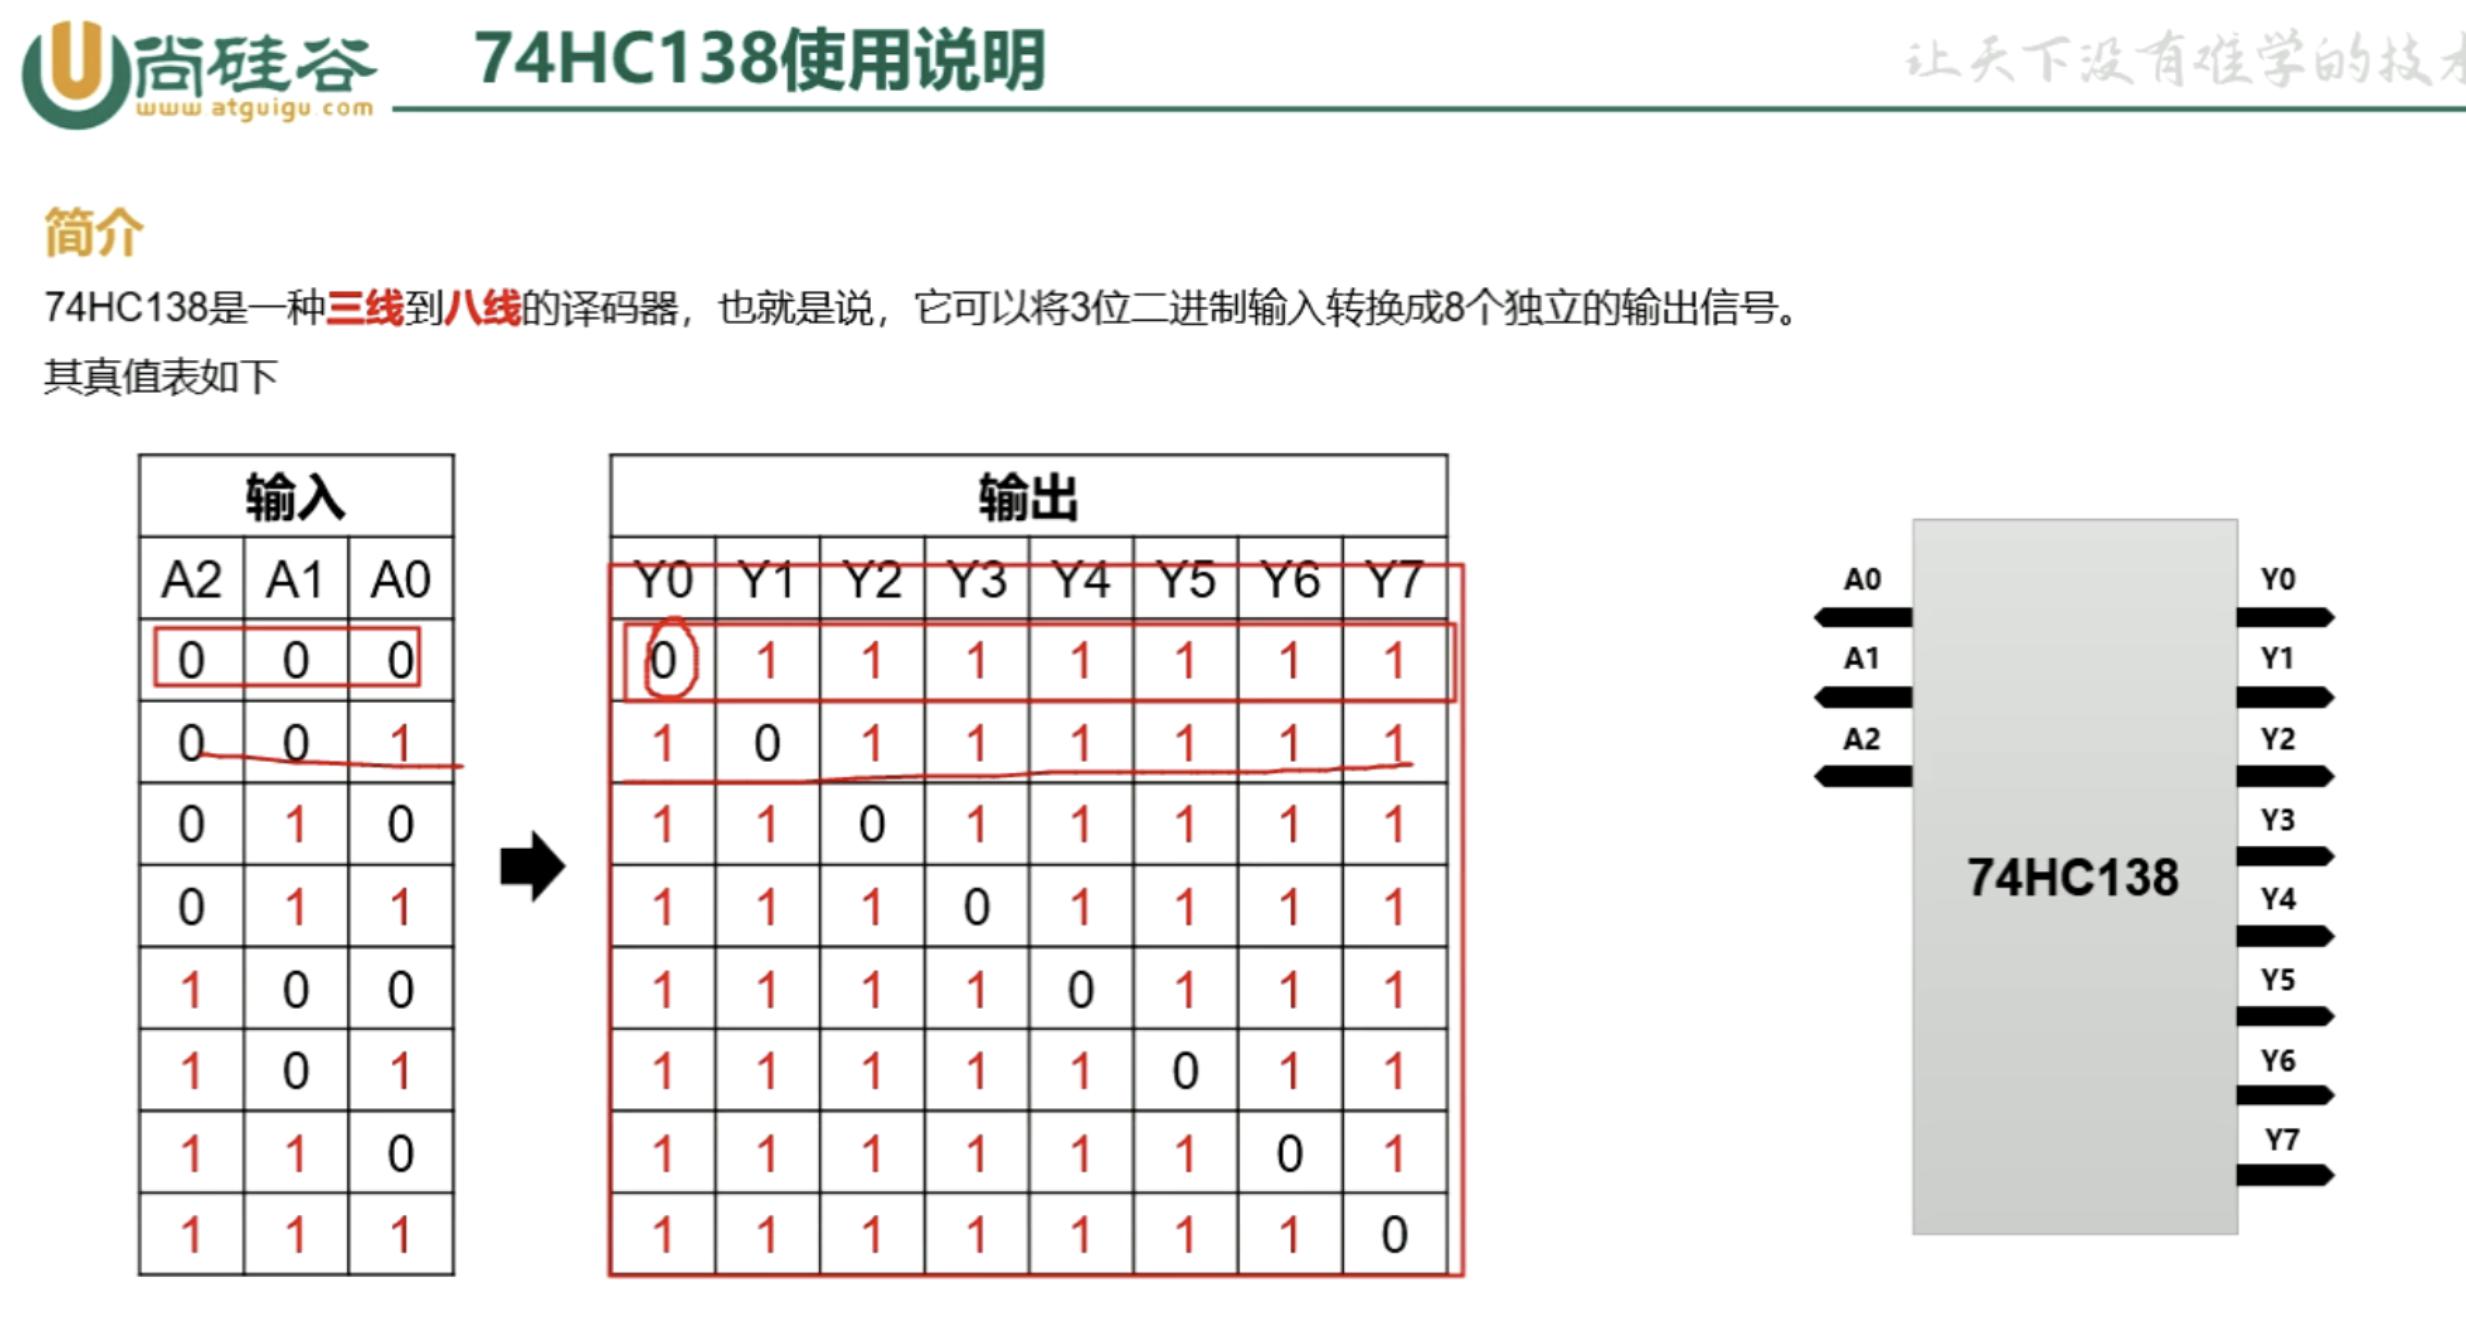 尚硅谷
www.atguigu.com
74HC138使用说明
让天下没有难学的技术
简介
74HC138是一种三线到八线的译码器，也就是说，它可以将3位二进制输入转换成8个独立的输出信号。
其真值表如下
输入 输出
A2 A1 A0 Y0 Y1 Y2 Y3 Y4 Y5 Y6 Y7
0 0 0 0 1 1 1 1 1 1 1
0 0 1 1 0 1 1 1 1 1 1
0 1 0 1 1 0 1 1 1 1 1
0 1 1 1 1 1 0 1 1 1 1
1 0 0 1 1 1 1 0 1 1 1
1 0 1 1 1 1 1 1 0 1 1
1 1 0 1 1 1 1 1 1 0 1
1 1 1 1 1 1 1 1 1 1 0
A0 Y0
A1 Y1
A2 Y2
Y3
74HC138
Y4
Y5
Y6
Y7